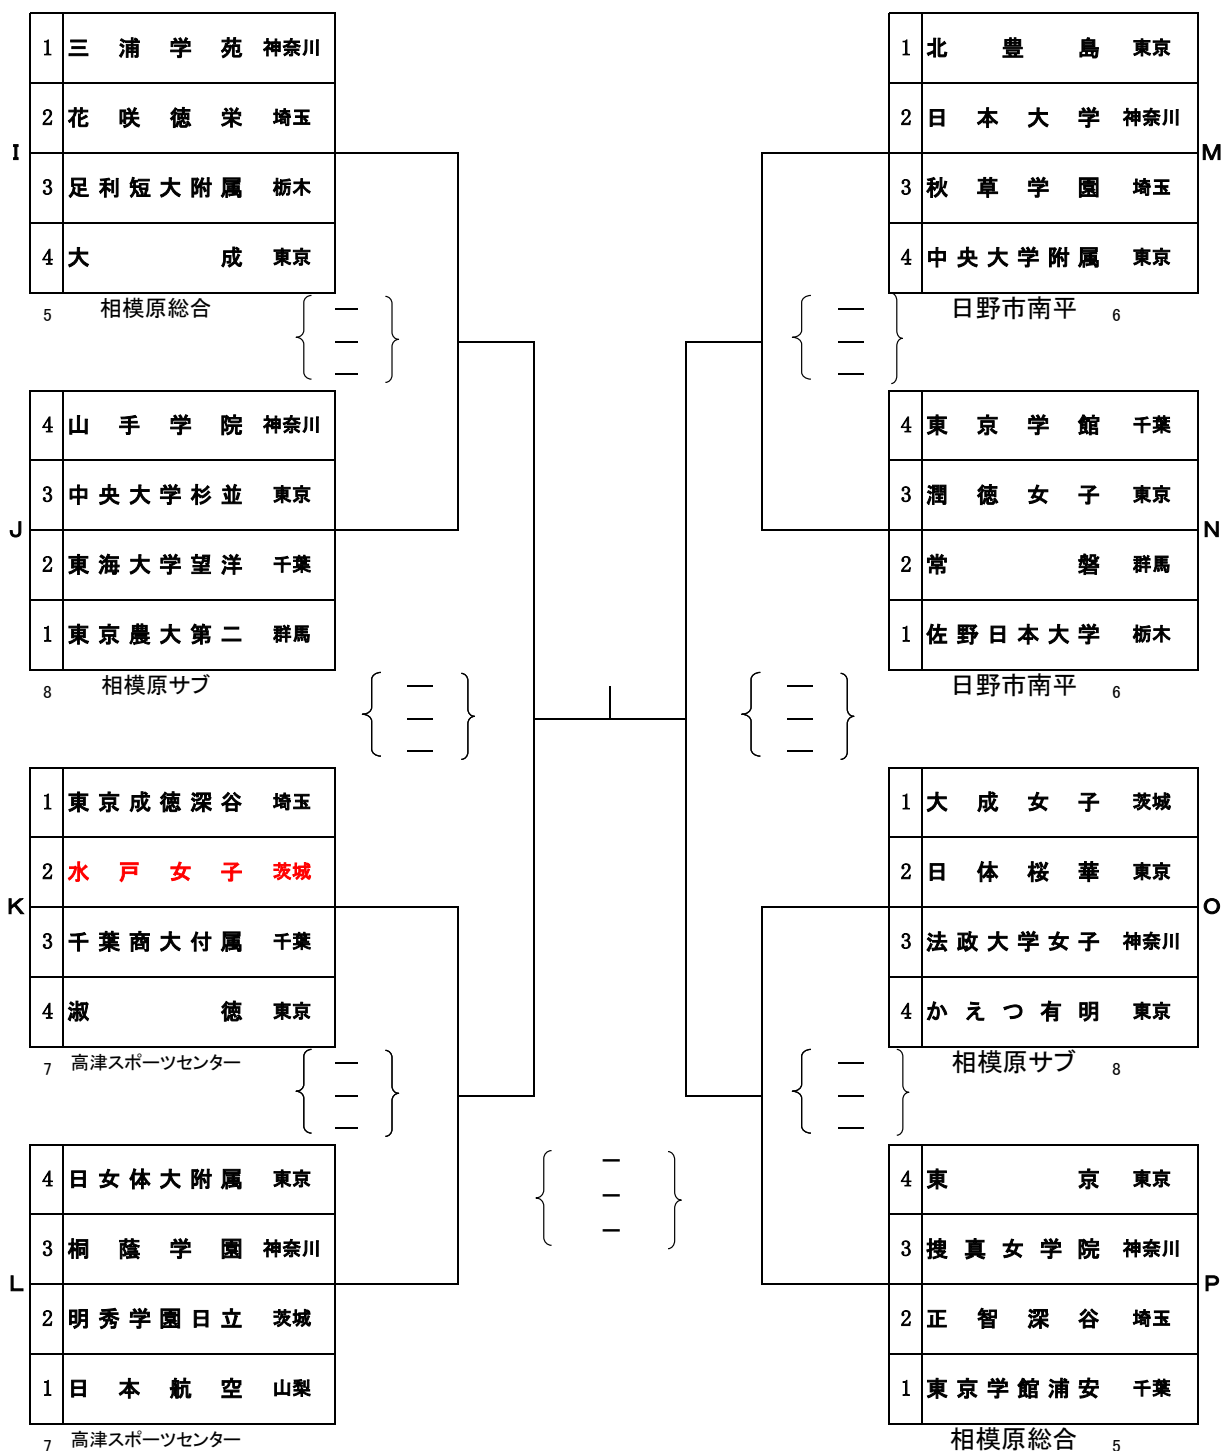 I
1 三浦学苑 神奈川
2 花咲徳栄 埼玉
3 足利短大附属 栃木
4 大成 東京
5 相模原総合
J
4 山手学院 神奈川
3 中央大学杉並 東京
2 東海大学望洋 千葉
1 東京農大第二 群馬
8 相模原サブ
K
1 東京成徳深谷 埼玉
2 水戸女子 茨城
3 千葉商大付属 千葉
4 淑徳 東京
7 高津スポーツセンター
L
4 日女体大附属 東京
3 桐蔭学園 神奈川
2 明秀学園日立 茨城
1 日本航空 山梨
7 高津スポーツセンター
M
1 北豊島 東京
2 日本大学 神奈川
3 秋草学園 埼玉
4 中央大学附属 東京
日野市南平 6
N
4 東京学館 千葉
3 潤徳女子 東京
2 常磐 群馬
1 佐野日本大学 栃木
日野市南平 6
O
1 大成女子 茨城
2 日体桜華 東京
3 法政大学女子 神奈川
4 かえつ有明 東京
相模原サブ 8
P
4 東京 東京
3 捜真女学院 神奈川
2 正智深谷 埼玉
1 東京学館浦安 千葉
相模原総合 5